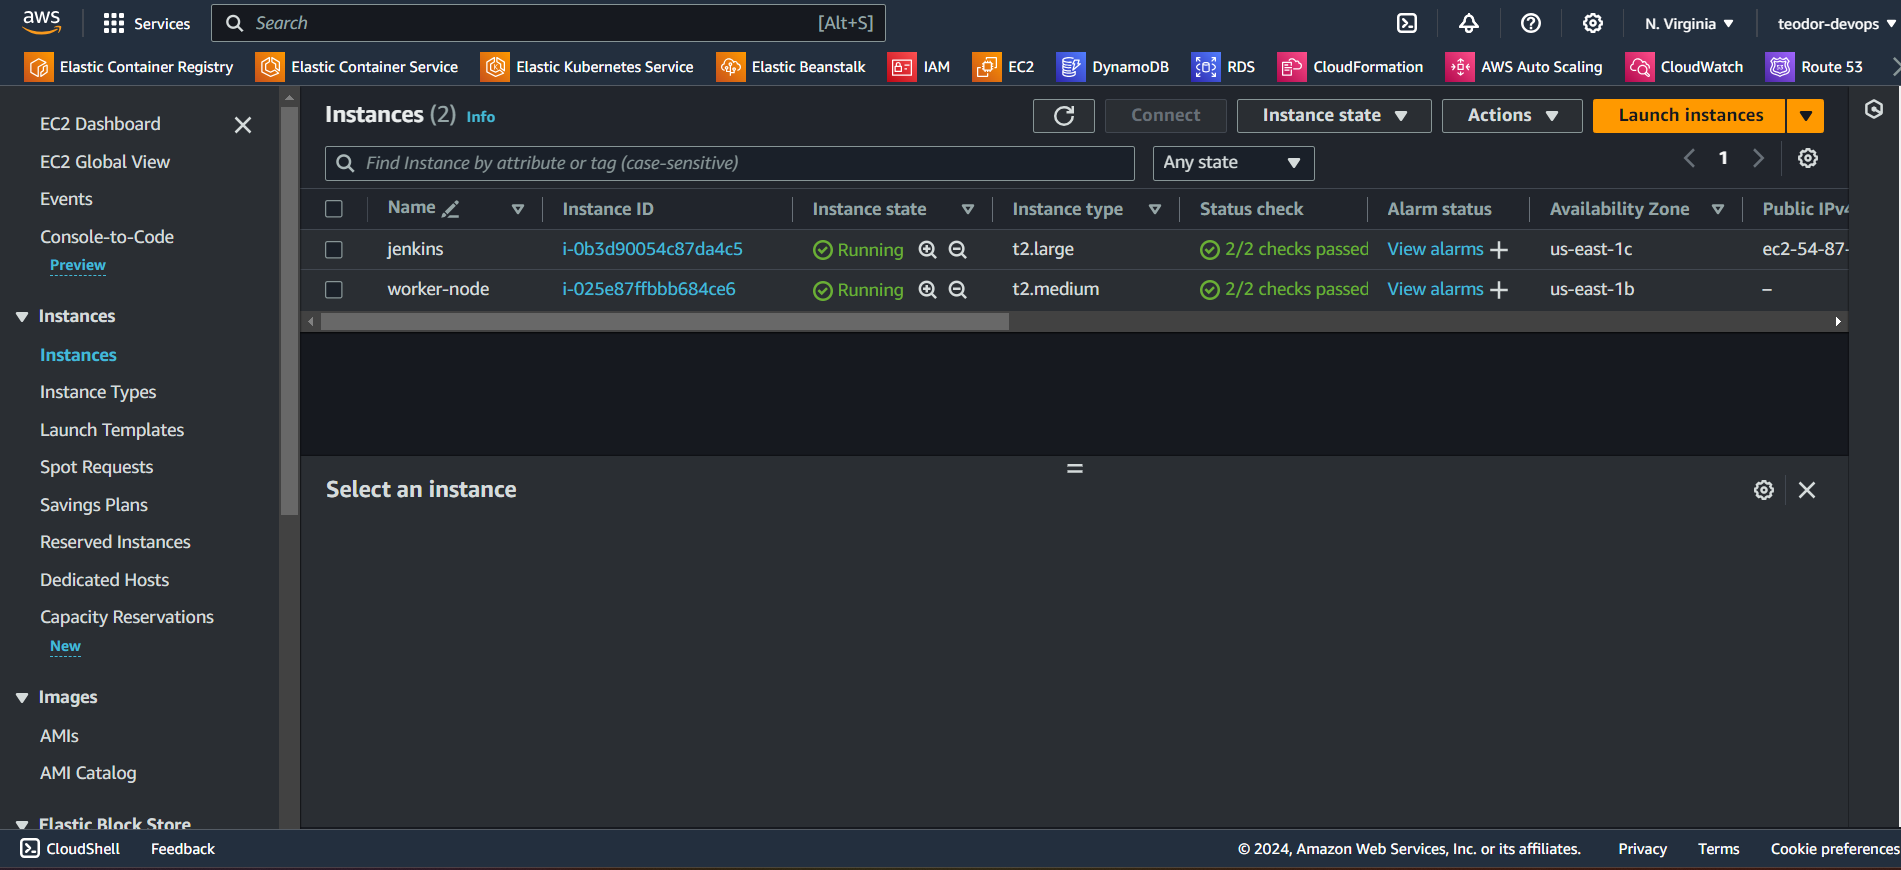 aws Services Search [Alt+S] N. Virginia teodor-devops
Elastic Container Registry Elastic Container Service Elastic Kubernetes Service Elastic Beanstalk IAM EC2 DynamoDB RDS CloudFormation AWS Auto Scaling CloudWatch Route 53
EC2 Dashboard
EC2 Global View
Events
Console-to-Code
Preview
Instances
Instances
Instance Types
Launch Templates
Spot Requests
Savings Plans
Reserved Instances
Dedicated Hosts
Capacity Reservations
New
Images
AMIs
AMI Catalog
Elastic Block Store
Instances (2) Info Connect Instance state Actions Launch instances
Find Instance by attribute or tag (case-sensitive) Any state 1
Name Instance ID Instance state Instance type Status check Alarm status Availability Zone Public IPv4
jenkins i-0b3d90054c87da4c5 Running t2.large 2/2 checks passed View alarms + us-east-1c ec2-54-87-
worker-node i-025e87ffbbb684ce6 Running t2.medium 2/2 checks passed View alarms + us-east-1b –
Select an instance
CloudShell Feedback © 2024, Amazon Web Services, Inc. or its affiliates. Privacy Terms Cookie preferences